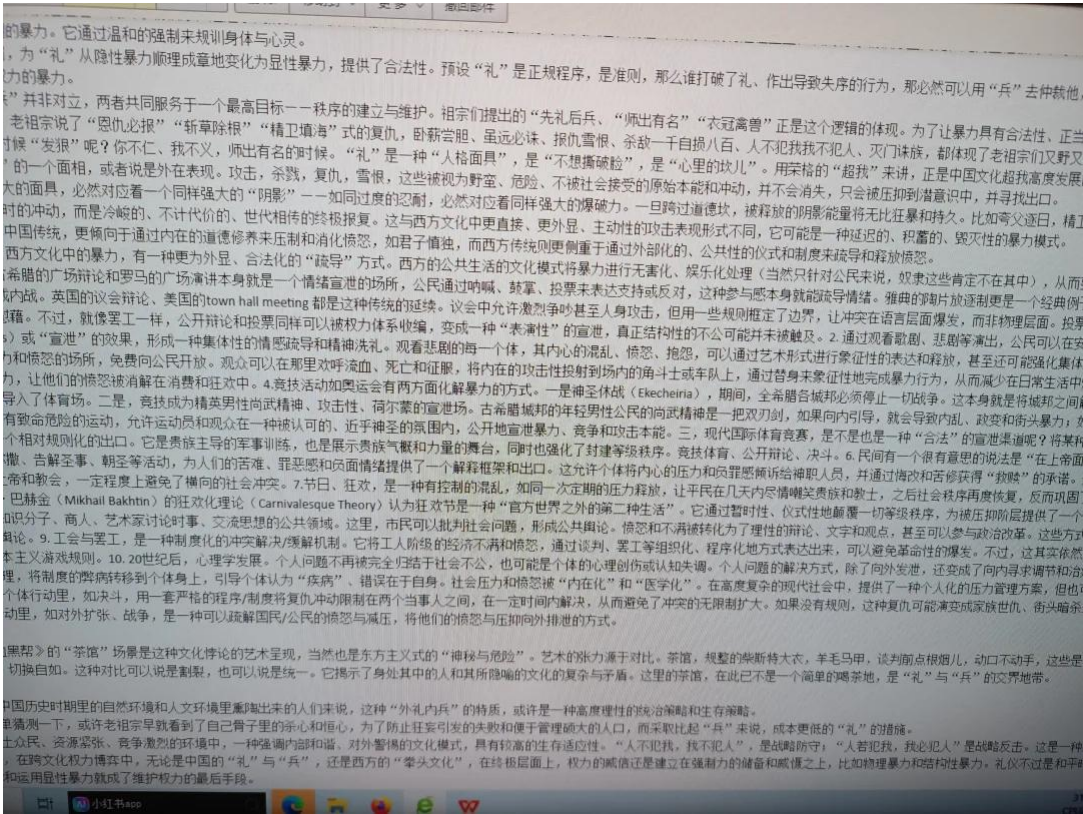 移动到 更多 撤回邮件
的暴力。它通过温和的强制来规训身体与心灵。
，为“礼”从隐性暴力顺理成章地变化为显性暴力，提供了合法性。预设“礼”是正规程序，是准则，那么谁打破了礼、作出导致失序的行为，那必然可以用“兵”去仲裁他，
力的暴力。
”并非对立，两者共同服务于一个最高目标——秩序的建立与维护。祖宗们提出的“先礼后兵、“师出有名”“衣冠禽兽”正是这个逻辑的体现。为了让暴力具有合法性、正当
老祖宗说了“恩仇必报”“斩草除根”“精卫填海”式的复仇，卧薪尝胆、虽远必诛、报仇雪恨、杀敌一千自损八百、人不犯我我不犯人、灭门诛族，都体现了老祖宗们又野又
时候“发狠”呢？你不仁、我不义，师出有名的时候。“礼”是一种“人格面具”，是“不想撕破脸”，是“心里的坎儿”。用荣格的“超我”来讲，正是中国文化超我高度发展
”的一个面相，或者说是外在表现。攻击，杀戮，复仇，雪恨，这些被视为野蛮、危险、不被社会接受的原始本能和冲动，并不会消失，只会被压抑到潜意识中，并寻找出口。
大的面具，必然对应着一个同样强大的“阴影”——如同过度的忍耐，必然对应着同样强大的爆破力。一旦跨过道德坎，被释放的阴影能量将无比狂暴和持久。比如夸父逐日，精卫
时的冲动，而是冷峻的、不计代价的、世代相传的终极报复。这与西方文化中更直接、更外显、主动性的攻击表现形式不同，它可能是一种延迟的、积蓄的、毁灭性的暴力模式。
中国传统，更倾向于通过内在的道德修养来压制和消化愤怒，如君子慎独，而西方传统则更侧重于通过外部化的、公共性的仪式和制度来疏导和释放愤怒。
西方文化中的暴力，有一种更为外显、合法化的“疏导”方式。西方的公共生活的文化模式将暴力进行无害化、娱乐化处理（当然只针对公民来说，奴隶这些肯定不在其中），从而
古希腊的广场辩论和罗马的广场演讲本身就是一个情绪宣泄的场所，公民通过呐喊、鼓掌、投票来表达支持或反对，这种参与感本身就能疏导情绪。雅典的陶片放逐制更是一个经典例
内战。英国的议会辩论、美国的town hall meeting 都是这种传统的延续。议会中允许激烈争吵甚至人身攻击，但用一些规则框定了边界，让冲突在语言层面爆发，而非物理层面。投票
慰藉。不过，就像罢工一样，公开辩论和投票同样可以被权力体系收编，变成一种“表演性”的宣泄，真正结构性的不公可能并未被触及。2.通过观看歌剧、悲剧等演出，公民可以在安
）或“宣泄”的效果，形成一种集体性的情感疏导和精神洗礼。观看悲剧的每一个体，其内心的混乱、愤怒、抱怨，可以通过艺术形式进行象征性的表达和释放，甚至还可能强化集体
力和愤怒的场所，免费向公民开放。观众可以在那里欢呼流血、死亡和征服，将内在的攻击性投射到场内的角斗士或车队上，通过替身来象征性地完成暴力行为，从而减少在日常生活中
力，让他们的愤怒被消解在消费和狂欢中。4.竞技活动如奥运会有两方面化解暴力的方式。一是神圣休战（Ekecheiria），期间，全希腊各城邦必须停止一切战争。这本身就是将城邦之间
导入了体育场。二是，竞技成为精英男性尚武精神、攻击性、荷尔蒙的宣泄场。古希腊城邦的年轻男性公民的尚武精神是一把双刃剑，如果向内引导，就会导致内乱、政变和街头暴力；
有致命危险的运动，允许运动员和观众在一种被认可的、近乎神圣的氛围内，公开地宣泄暴力、竞争和攻击本能。三，现代国际体育竞赛，是不是也是一种“合法”的宣泄渠道呢？将某种
个相对规则化的出口。它是贵族主导的军事训练，也是展示贵族气概和力量的舞台，同时也强化了封建等级秩序。竞技体育、公开辩论、决斗。6.民间有一个很有意思的说法是“在上帝面
撒、告解圣事、朝圣等活动，为人们的苦难、罪恶感和负面情绪提供了一个解释框架和出口。这允许个体将内心的压力和负罪感倾诉给神职人员，并通过悔改和苦修获得“救赎”的承诺。
上帝和教会，一定程度上避免了横向的社会冲突。7.节日、狂欢，是一种有控制的混乱，如同一次定期的压力释放，让平民在几天内尽情嘲笑贵族和教士，之后社会秩序再度恢复，反而巩固
巴赫金（Mikhail Bakhtin）的狂欢化理论（Carnivalesque Theory）认为狂欢节是一种“官方世界之外的第二种生活”。它通过暂时性、仪式性地颠覆一切等级秩序，为被压抑阶层提供了一个
知识分子、商人、艺术家讨论时事、交流思想的公共领域。这里，市民可以批判社会问题，形成公共舆论。愤怒和不满被转化为了理性的辩论、文字和观点，甚至可以参与政治改革。这些方式
舆论。9.工会与罢工，是一种制度化的冲突解决/缓解机制。它将工人阶级的经济不满和愤怒，通过谈判、罢工等组织化、程序化地方式表达出来，可以避免革命性的爆发。不过，这其实依然
本主义游戏规则。10.20世纪后，心理学发展。个人问题不再被完全归结于社会不公，也可能是个体的心理创伤或认知失调。个人问题的解决方式，除了向外发泄，还变成了向内寻求调节和治
理，将制度的弊病转移到个体身上，引导个体认为“疾病”、错误在于自身。社会压力和愤怒被“内在化”和“医学化”。在高度复杂的现代社会中，提供了一种个人化的压力管理方案，但也
个体行动里，如决斗，用一套严格的程序/制度将复仇冲动限制在两个当事人之间，在一定时间内解决，从而避免了冲突的无限制扩大。如果没有规则，这种复仇可能演变成家族世仇、街头暗杀
动里，如对外扩张、战争，是一种可以疏解国民/公民的愤怒与减压，将他们的愤怒与压抑向外排泄的方式。
黑帮》的“茶馆”场景是这种文化悖论的艺术呈现，当然也是东方主义式的“神秘与危险”。艺术的张力源于对比。茶馆，规整的柴斯特大衣，羊毛马甲，谈判前点根烟儿，动口不动手，这些是
切换自如。这种对比可以说是割裂，也可以说是统一。它揭示了身处其中的人和其所隐喻的文化的复杂与矛盾。这里的茶馆，在此已不是一个简单的喝茶地，是“礼”与“兵”的交界地带。
中国历史时期里的自然环境和人文环境里熏陶出来的人们来说，这种“外礼内兵”的特质，或许是一种高度理性的统治策略和生存策略。
单猜测一下，或许老祖宗早就看到了自己骨子里的杀心和恒心，为了防止狂妄引发的失败和便于管理硕大的人口，而采取比起“兵”来说，成本更低的“礼”的措施。
土众民、资源紧张、竞争激烈的环境中，一种强调内部和谐、对外警惕的文化模式，具有较高的生存适应性。“人不犯我，我不犯人”，是战略防守；“人若犯我，我必犯人”是战略反击。这是一种
，在跨文化权力博弈中，无论是中国的“礼”与“兵”，还是西方的“拳头文化”，在终极层面上，权力的威信还是建立在强制力的储备和威慑之上，比如物理暴力和结构性暴力。礼仪不过是和平时
和运用显性暴力就成了维护权力的最后手段。
小红书app